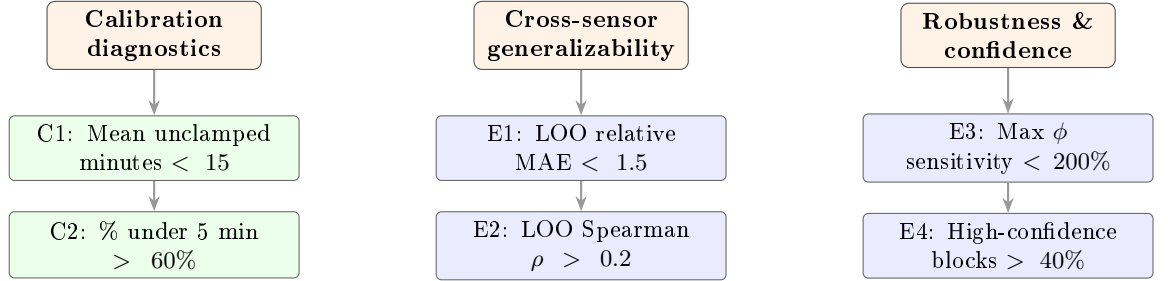 Calibration
diagnostics
C1: Mean unclamped
minutes < 15
C2: % under 5 min
> 60%
Cross-sensor
generalizability
E1: LOO relative
MAE < 1.5
E2: LOO Spearman
ρ > 0.2
Robustness &
confidence
E3: Max ϕ
sensitivity < 200%
E4: High-confidence
blocks > 40%